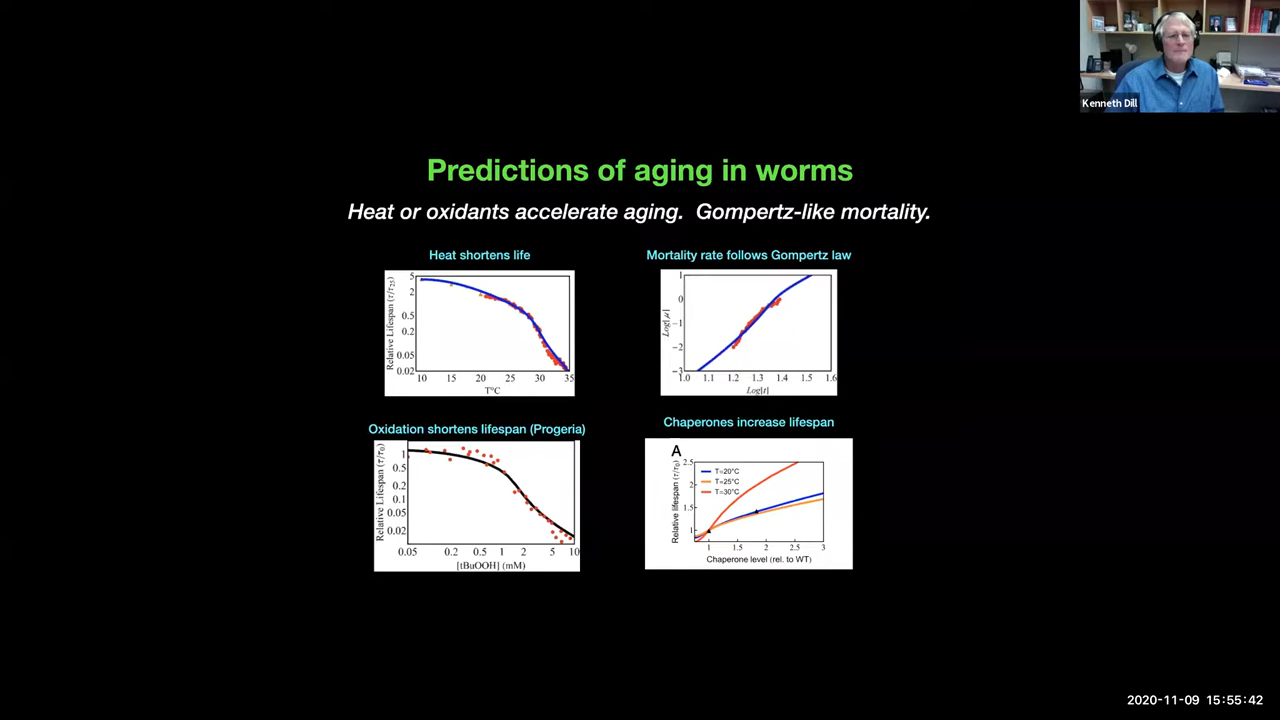 Kenneth Dill
Predictions of aging in worms
Heat or oxidants accelerate aging.  Gompertz-like mortality.
Heat shortens life
Relative Lifespan (τ/τ25)
5
2
0.5
0.2
0.05
0.02
10 15 20 25 30 35
T°C
Mortality rate follows Gompertz law
Log[μ]
1
0
−1
−2
−3
1.0 1.1 1.2 1.3 1.4 1.5 1.6
Log[t]
Oxidation shortens lifespan (Progeria)
Relative Lifespan (τ/τ0)
1
0.5
0.2
0.1
0.05
0.02
0.05 0.2 0.5 1 2 5 10
[tBuOOH] (mM)
Chaperones increase lifespan
A
Relative lifespan (τ/τ0)
2.5
2
1.5
1
T=20°C
T=25°C
T=30°C
1 1.5 2 2.5 3
Chaperone level (rel. to WT)
2020-11-09 15:55:42